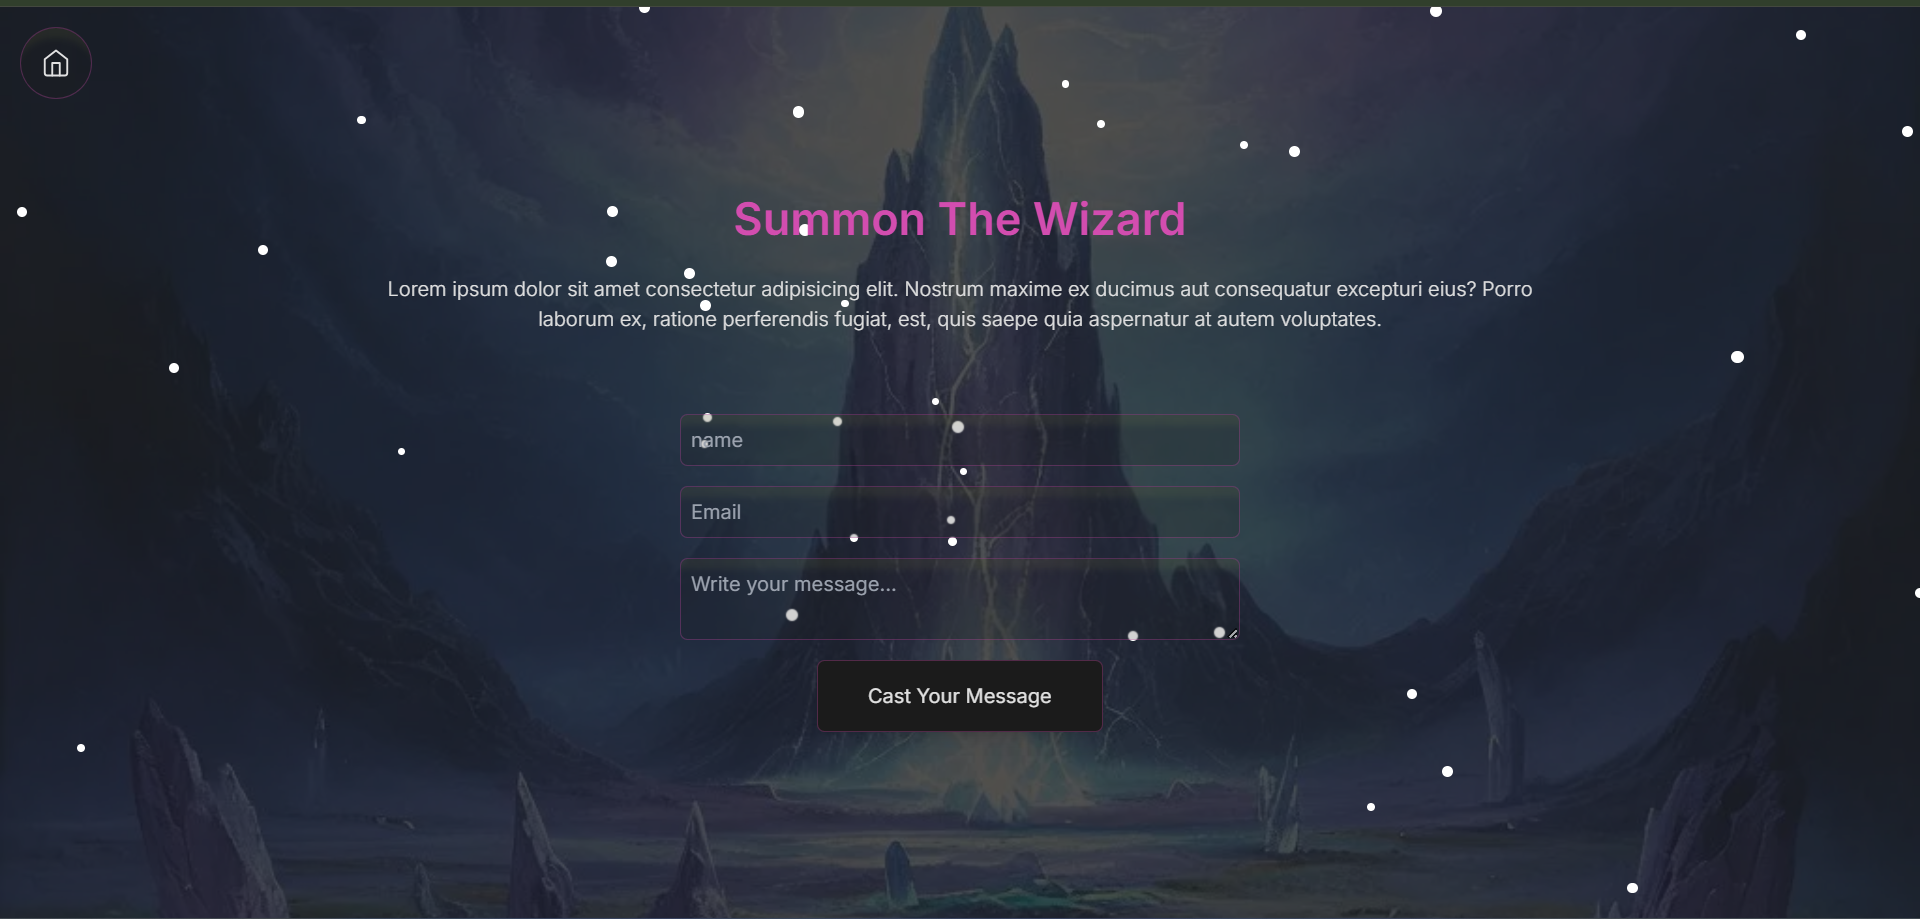 Summon The Wizard
Lorem ipsum dolor sit amet consectetur adipisicing elit. Nostrum maxime ex ducimus aut consequatur excepturi eius? Porro
laborum ex, ratione perferendis fugiat, est, quis saepe quia aspernatur at autem voluptates.
name
Email
Write your message...
Cast Your Message